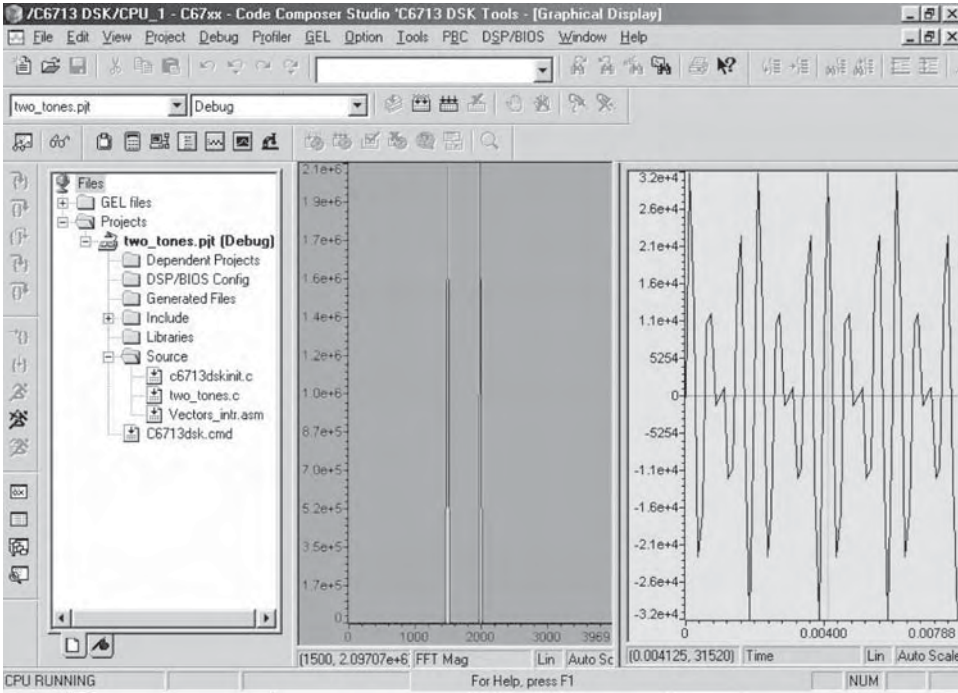 /C6713 DSK/CPU_1 - C67xx - Code Composer Studio 'C6713 DSK Tools - [Graphical Display]
File Edit View Project Debug Profiler GEL Option Tools PBC DSP/BIOS Window Help
two_tones.pjt Debug
Files
GEL files
Projects
two_tones.pjt (Debug)
Dependent Projects
DSP/BIOS Config
Generated Files
Include
Libraries
Source
c6713dskinit.c
two_tones.c
Vectors_intr.asm
C6713dsk.cmd
2.1e+6
1.9e+6
1.7e+6
1.6e+6
1.4e+6
1.2e+6
1.0e+6
8.7e+5
7.0e+5
5.2e+5
3.5e+5
1.7e+5
0
0 1000 2000 3000 3969
(1500, 2.09707e+6) FFT Mag Lin Auto Sc
3.2e+4
2.6e+4
2.1e+4
1.6e+4
1.1e+4
5254
0
-5254
-1.1e+4
-1.6e+4
-2.1e+4
-2.6e+4
-3.2e+4
0 0.00400 0.00788
(0.004125, 31520) Time Lin Auto Scale
CPU RUNNING For Help, press F1 NUM